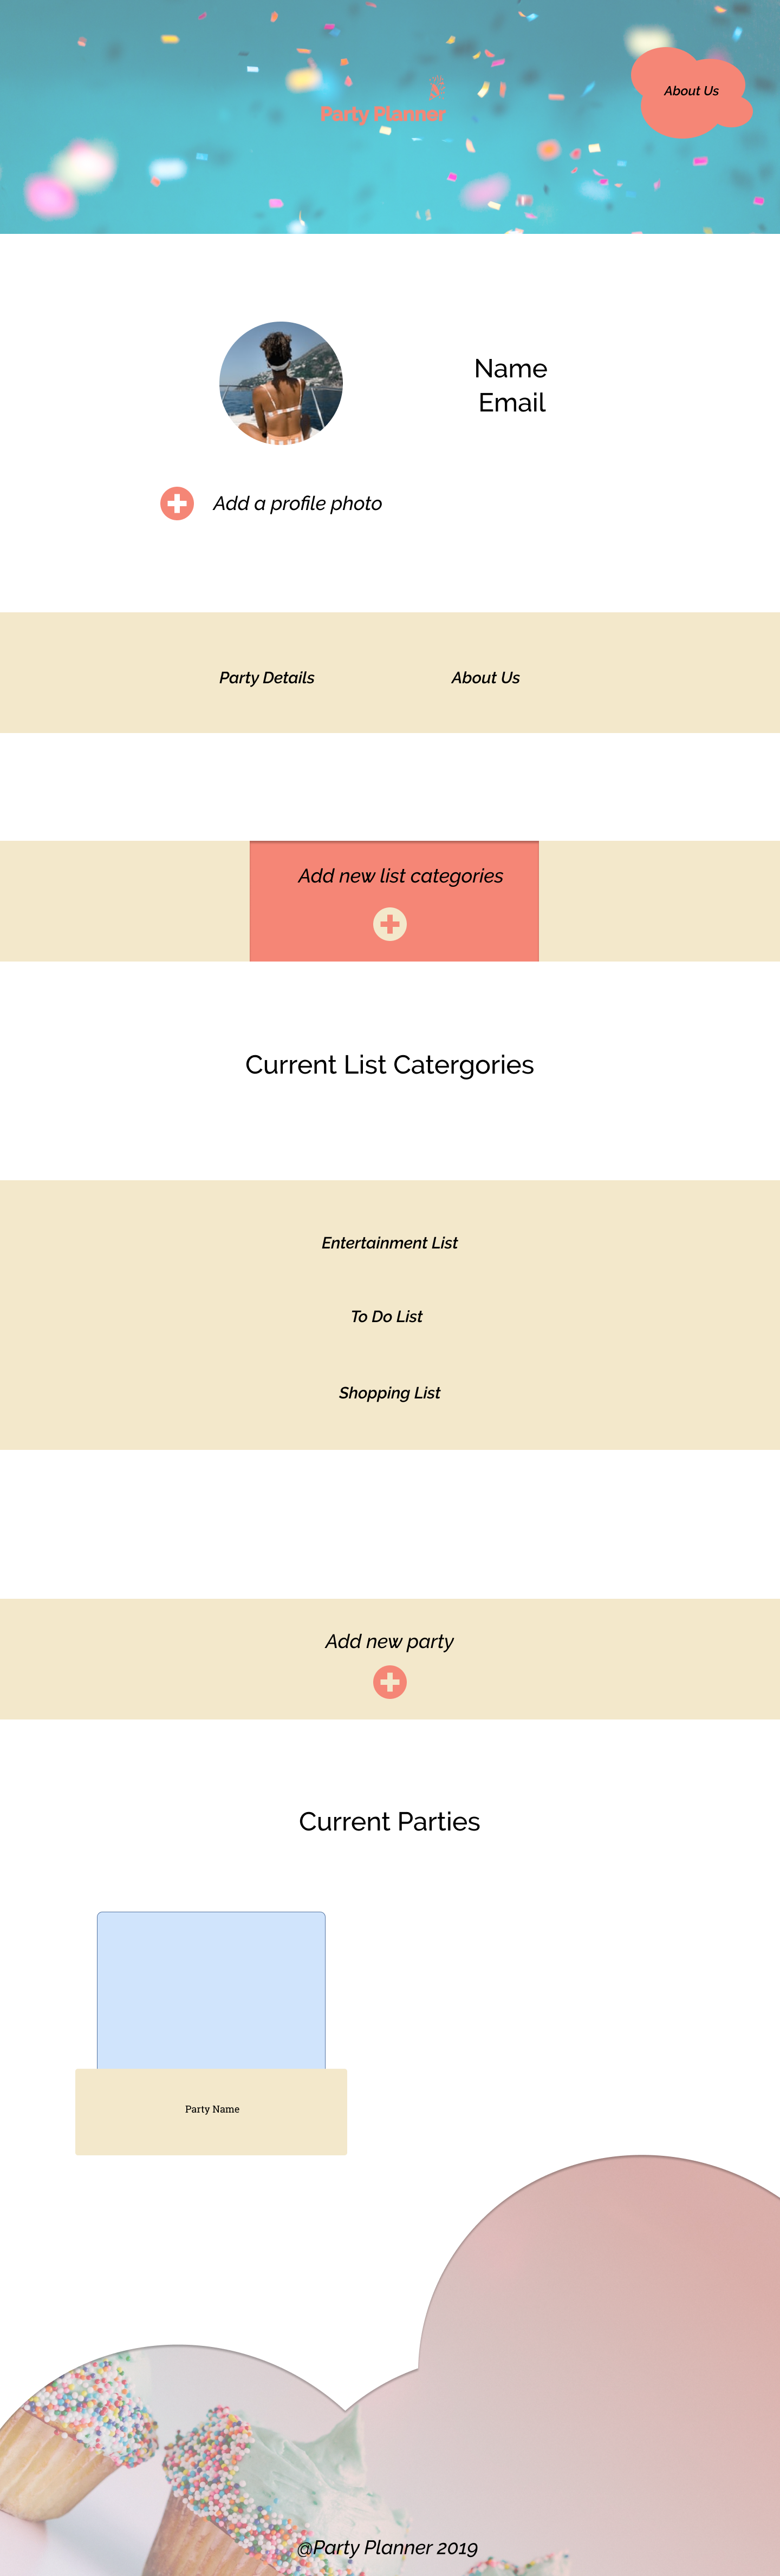 About Us
Party Planner
Name
Email
Add a profile photo
Party Details
About Us
Add new list categories
Current List Catergories
Entertainment List
To Do List
Shopping List
Add new party
Current Parties
Party Name
@Party Planner 2019